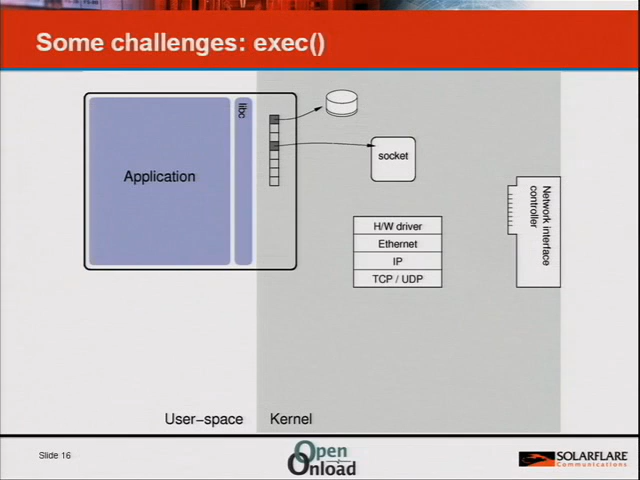 Some challenges: exec()
libc
Application
socket
Network interface
controller
H/W driver
Ethernet
IP
TCP / UDP
User-space
Kernel
Slide 16
Open
Onload
SOLARFLARE
Communications